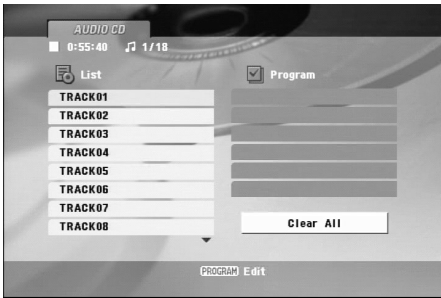 AUDIO CD
0:55:40 1/18
List
TRACK01
TRACK02
TRACK03
TRACK04
TRACK05
TRACK06
TRACK07
TRACK08
Program
Clear All
PROGRAM Edit